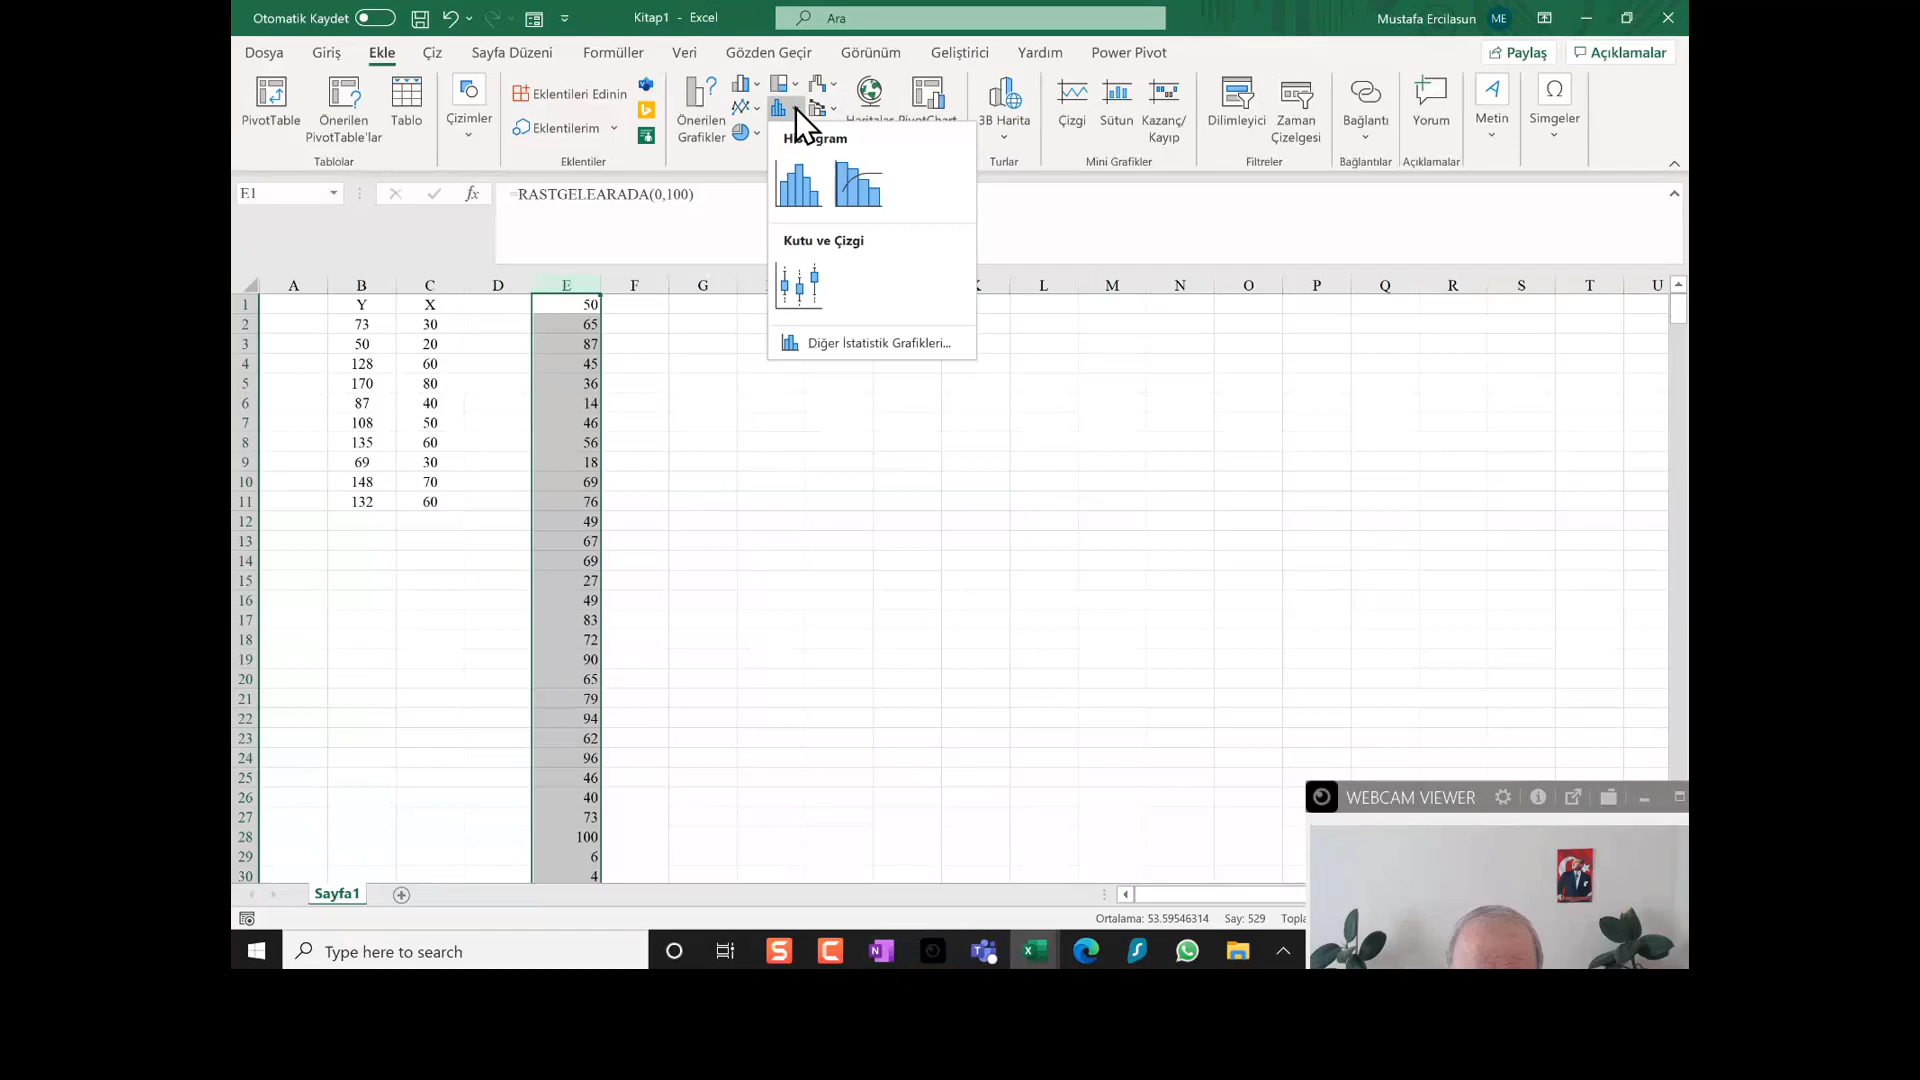 Otomatik Kaydet
Kitap1 - Excel
Ara
Mustafa Ercilasun ME
Dosya Giriş Ekle Çiz Sayfa Düzeni Formüller Veri Gözden Geçir Görünüm Geliştirici Yardım Power Pivot
Paylaş
Açıklamalar
PivotTable
Önerilen
PivotTable'lar
Tablo
Tablolar
Çizimler
Eklentileri Edinin
Eklentilerim
Eklentiler
Önerilen
Grafikler
3B Harita
Turlar
Çizgi
Sütun
Kazanç/
Kayıp
Mini Grafikler
Dilimleyici
Zaman
Çizelgesi
Filtreler
Bağlantı
Bağlantılar
Yorum
Açıklamalar
Metin
Simgeler
Kutu ve Çizgi
Diğer İstatistik Grafikleri...
E1
fx
=RASTGELEARADA(0,100)
A B C D E F G K L M N O P Q R S T U
1 Y X 50
2 73 30 65
3 50 20 87
4 128 60 45
5 170 80 36
6 87 40 14
7 108 50 46
8 135 60 56
9 69 30 18
10 148 70 69
11 132 60 76
12 49
13 67
14 69
15 27
16 49
17 83
18 72
19 90
20 65
21 79
22 94
23 62
24 96
25 46
26 40
27 73
28 100
29 6
30 4
Sayfa1
Ortalama: 53.59546314 Say: 529
WEBCAM VIEWER
Type here to search